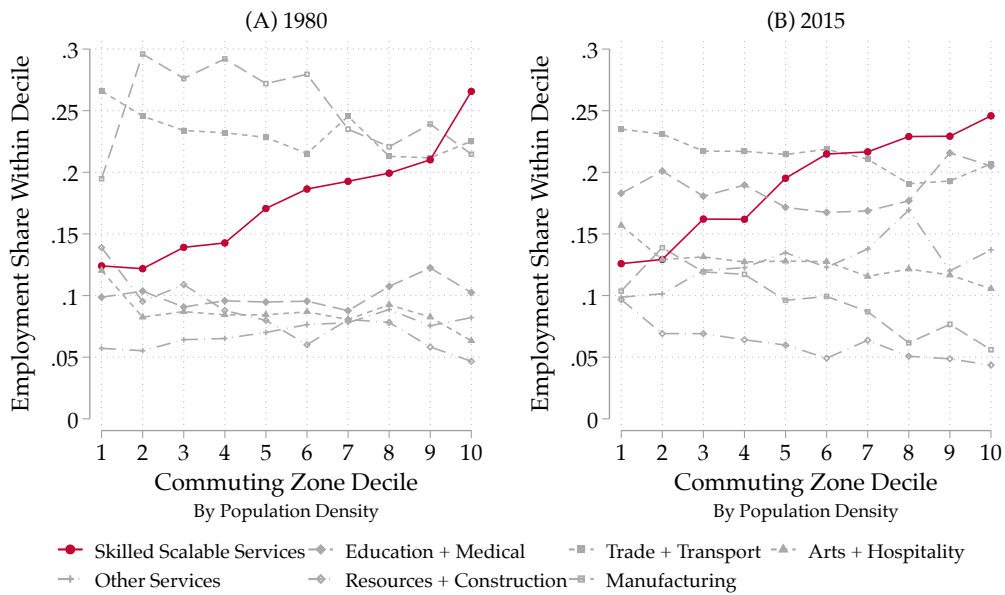 (A) 1980
(B) 2015
Employment Share Within Decile
.3
.25
.2
.15
.1
.05
0
1 2 3 4 5 6 7 8 9 10
Commuting Zone Decile
By Population Density
Employment Share Within Decile
.3
.25
.2
.15
.1
.05
0
1 2 3 4 5 6 7 8 9 10
Commuting Zone Decile
By Population Density
Skilled Scalable Services Education + Medical Trade + Transport Arts + Hospitality
Other Services Resources + Construction Manufacturing